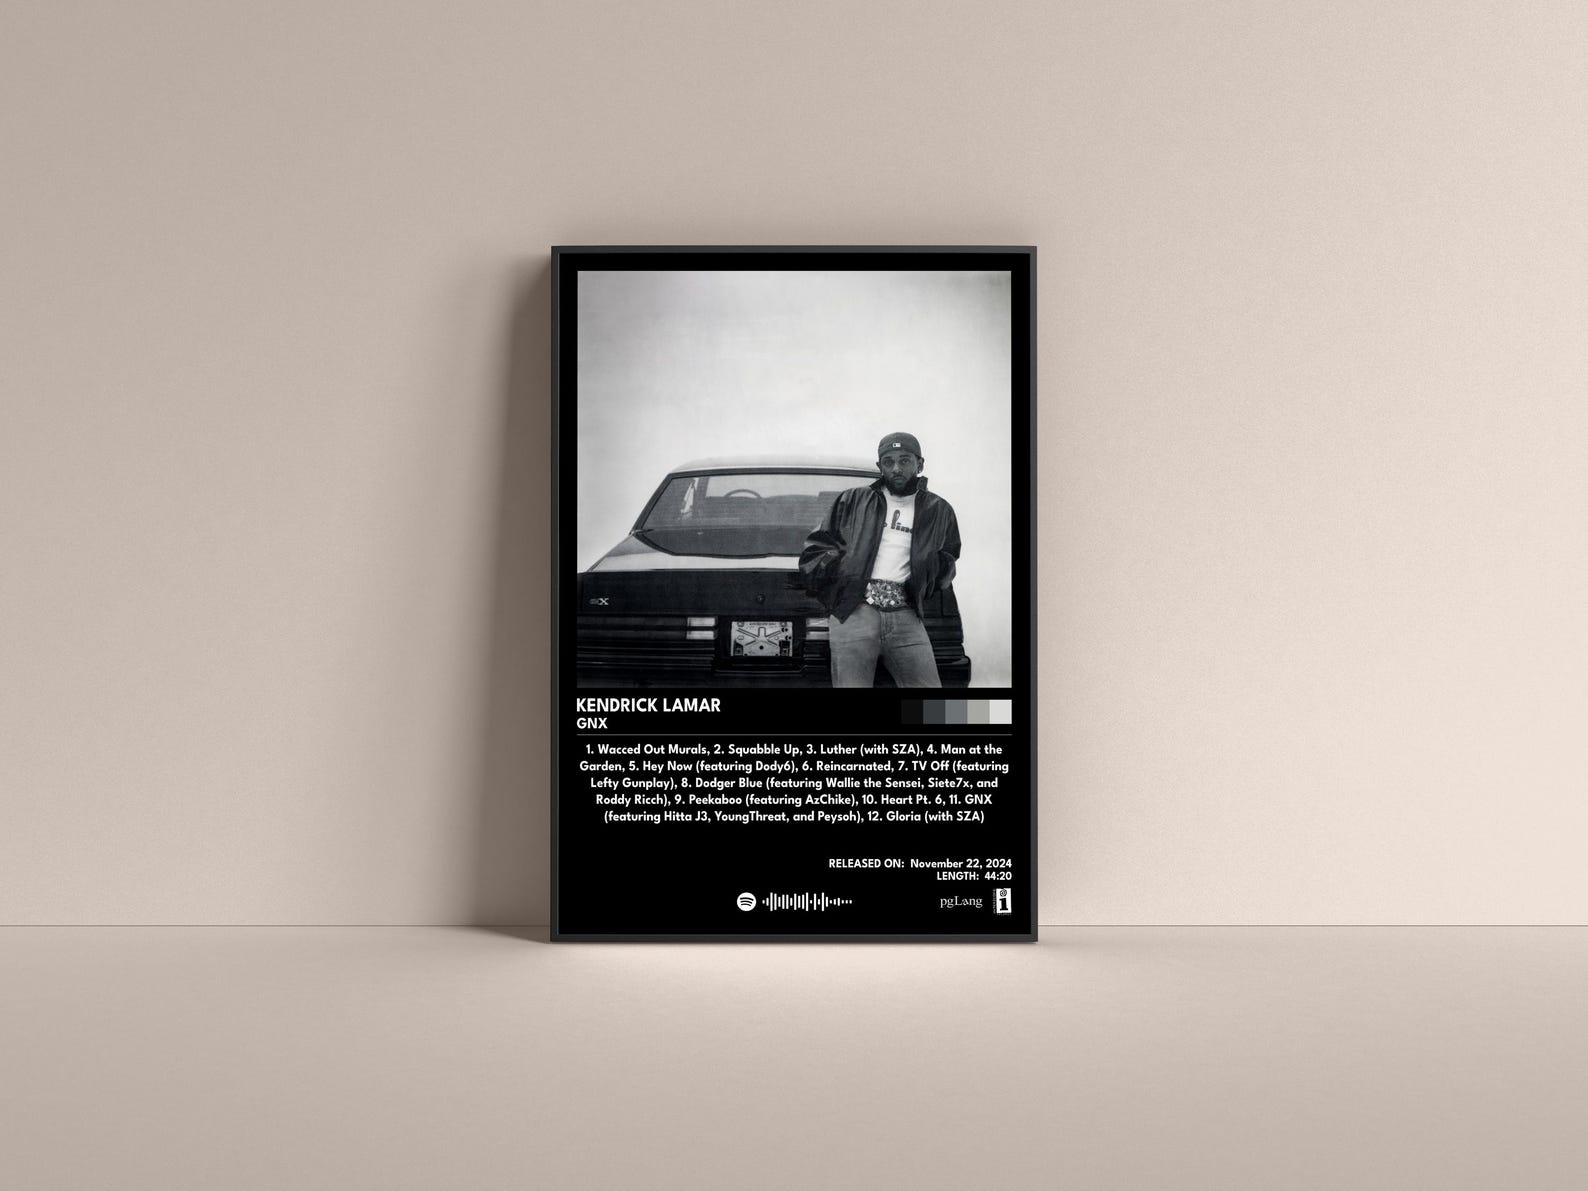 KENDRICK LAMAR
GNX
1. Wacced Out Murals, 2. Squabble Up, 3. Luther (with SZA), 4. Man at the
Garden, 5. Hey Now (featuring Dody6), 6. Reincarnated, 7. TV Off (featuring
Lefty Gunplay), 8. Dodger Blue (featuring Wallie the Sensei, Siete7x, and
Roddy Ricch), 9. Peekaboo (featuring AzChike), 10. Heart Pt. 6, 11. GNX
(featuring Hitta J3, YoungThreat, and Peysoh), 12. Gloria (with SZA)
RELEASED ON: November 22, 2024
LENGTH: 44:20
pgLang